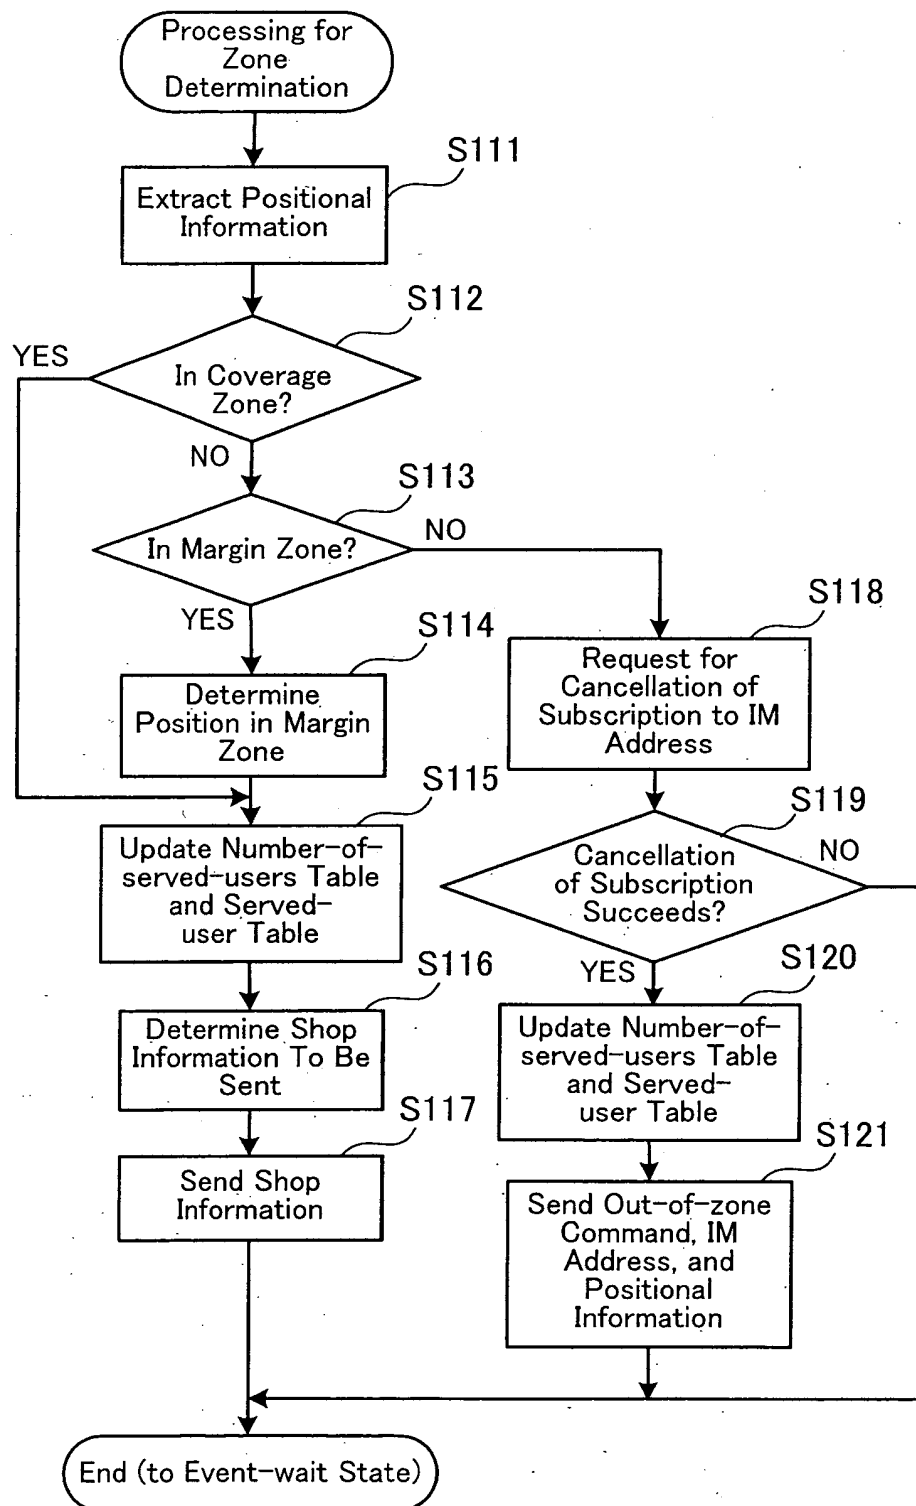 Processing for
Zone
Determination
S111
Extract Positional
Information
S112
YES
In Coverage
Zone?
NO
S113
In Margin Zone?
NO
YES
S114
Determine
Position in Margin
Zone
S115
Update Number-of-
served-users Table
and Served-
user Table
S116
Determine Shop
Information To Be
Sent
S117
Send Shop
Information
S118
Request for
Cancellation of
Subscription to IM
Address
S119
Cancellation
of Subscription
Succeeds?
NO
YES
S120
Update Number-of-
served-users Table
and Served-
user Table
S121
Send Out-of-zone
Command, IM
Address, and
Positional
Information
End (to Event-wait State)